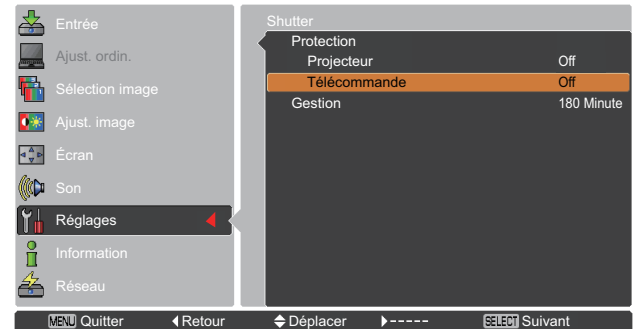 Entrée
Ajust. ordin.
Sélection image
Ajust. image
Écran
Son
Réglages
Information
Réseau
Shutter
Protection
Projecteur Off
Télécommande Off
Gestion 180 Minute
MENU Quitter Retour Déplacer ----- SELECT Suivant